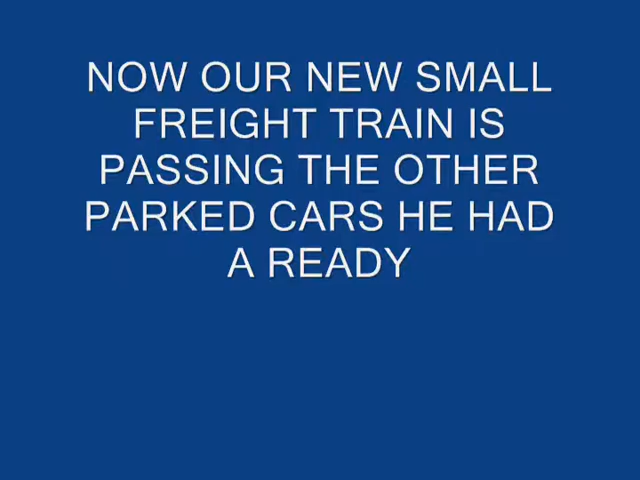 NOW OUR NEW SMALL
FREIGHT TRAIN IS
PASSING THE OTHER
PARKED CARS HE HAD
A READY